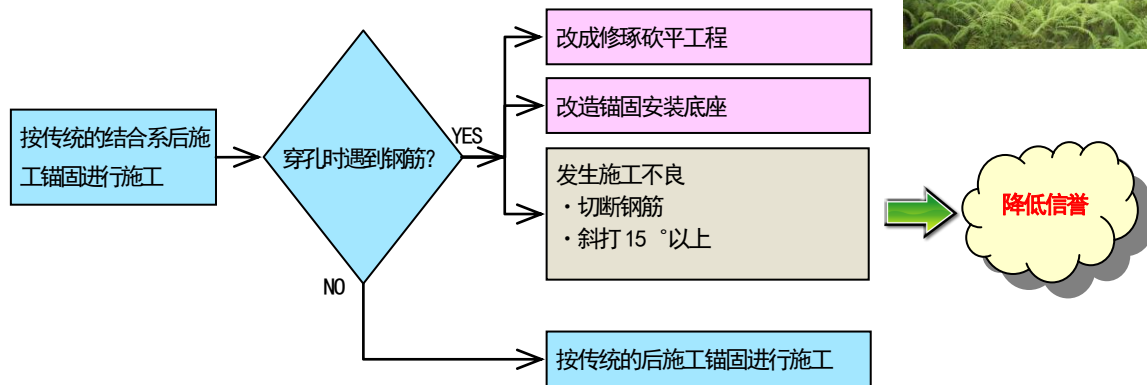 改成修琢砍平工程
改造锚固安装底座
按传统的结合系后施
工锚固进行施工
穿孔时遇到钢筋?
YES
发生施工不良
・切断钢筋
・斜打 15 °以上
降低信誉
NO
按传统的后施工锚固进行施工